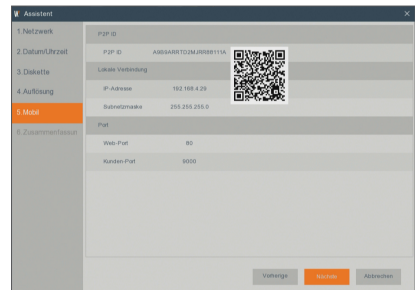 Assistent
1.Netzwerk
2.Datum/Uhrzeit
3.Diskette
4.Auflösung
5.Mobil
6.Zusammenfassun
P2P ID
P2P ID
Lokale Verbindung
IP-Adresse 192.168.4.29
Subnetzmaske 255.255.255.0
Port
Web-Port 80
Kunden-Port 9000
Vorherige Nächste Abbrechen